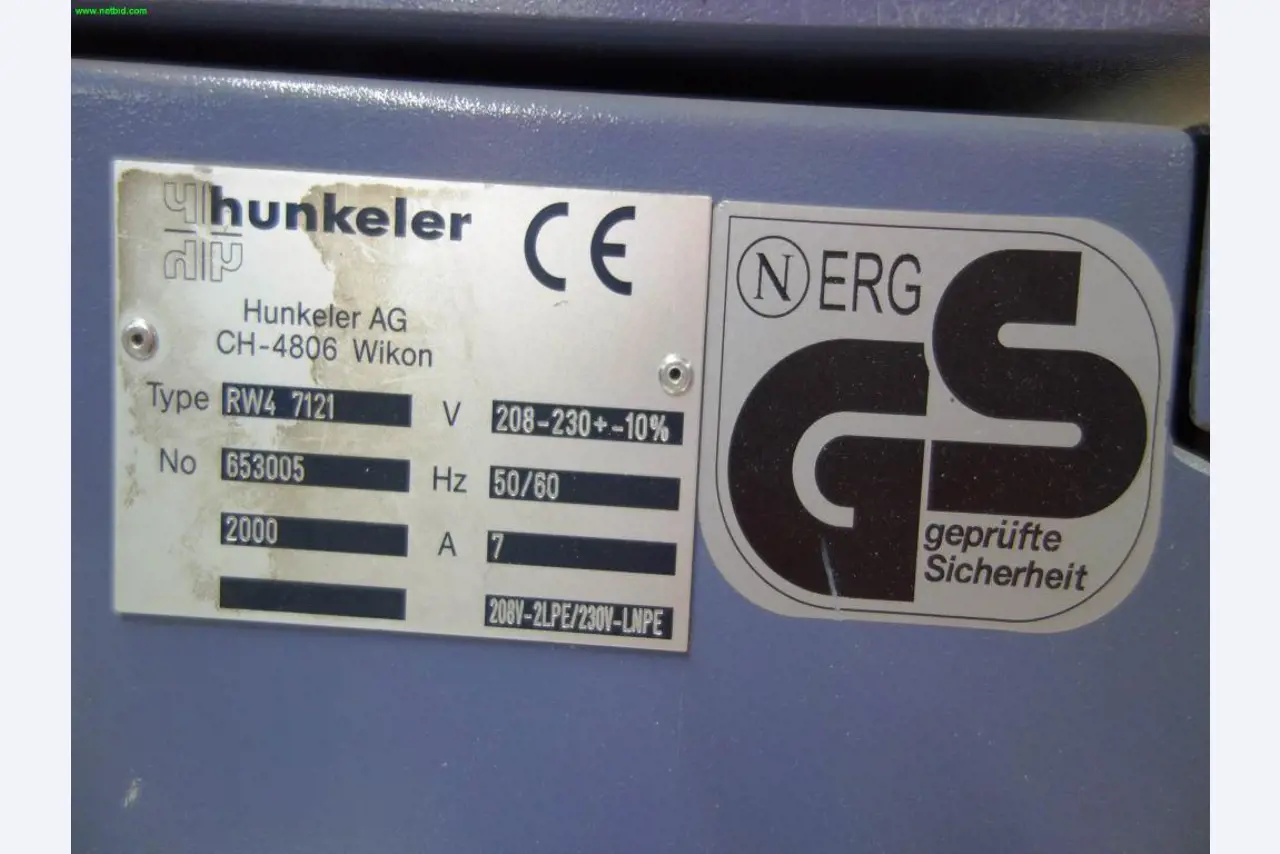 www.netbid.com
hunkeler CE
Hunkeler AG
CH-4806 Wikon
Type RW4 7121 V 208-230+-10%
No 653005 Hz 50/60
2000 A 7
208V-2LPE/230V-LNPE
N ERG
GS
geprüfte
Sicherheit